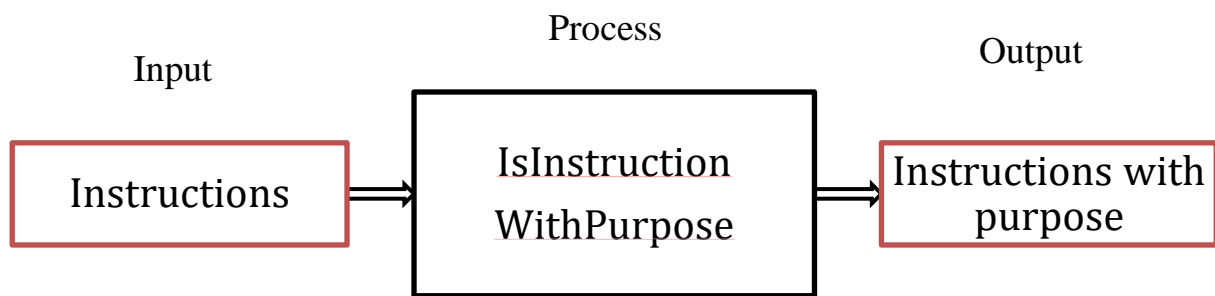 Process
Input
Output
Instructions
IsInstruction
WithPurpose
Instructions with
purpose